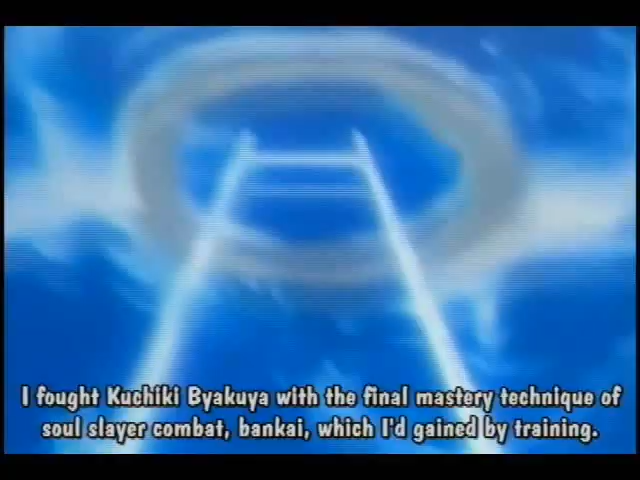 I fought Kuchiki Byakuya with the final mastery technique of
soul slayer combat, bankai, which I'd gained by training.